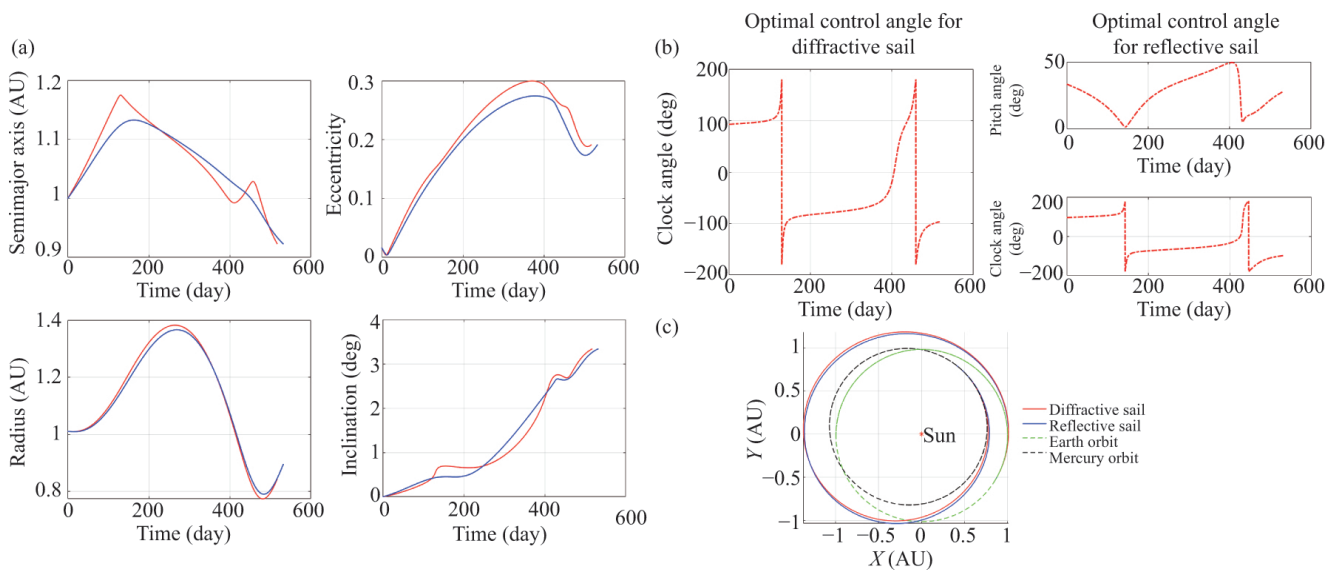 (a)
Semimajor axis (AU)
1.2
1.1
1.0
0.9
0
200
400
600
Time (day)
Eccentricity
0.3
0.2
0.1
0
0
200
400
600
Time (day)
Radius (AU)
1.4
1.2
1
0.8
0
200
400
600
Time (day)
Inclination (deg)
4
3
2
1
0
0
200
400
600
Time (day)
(b)
Optimal control angle for
diffractive sail
Clock angle (deg)
200
100
0
−100
−200
0
200
400
600
Time (day)
Optimal control angle
for reflective sail
Pitch angle
(deg)
50
0
0
200
400
600
Time (day)
Clock angle
(deg)
200
0
−200
0
200
400
600
Time (day)
(c)
Y (AU)
1
0.5
0
−0.5
−1
−1
−0.5
0
0.5
1
X (AU)
Sun
Diffractive sail
Reflective sail
Earth orbit
Mercury orbit